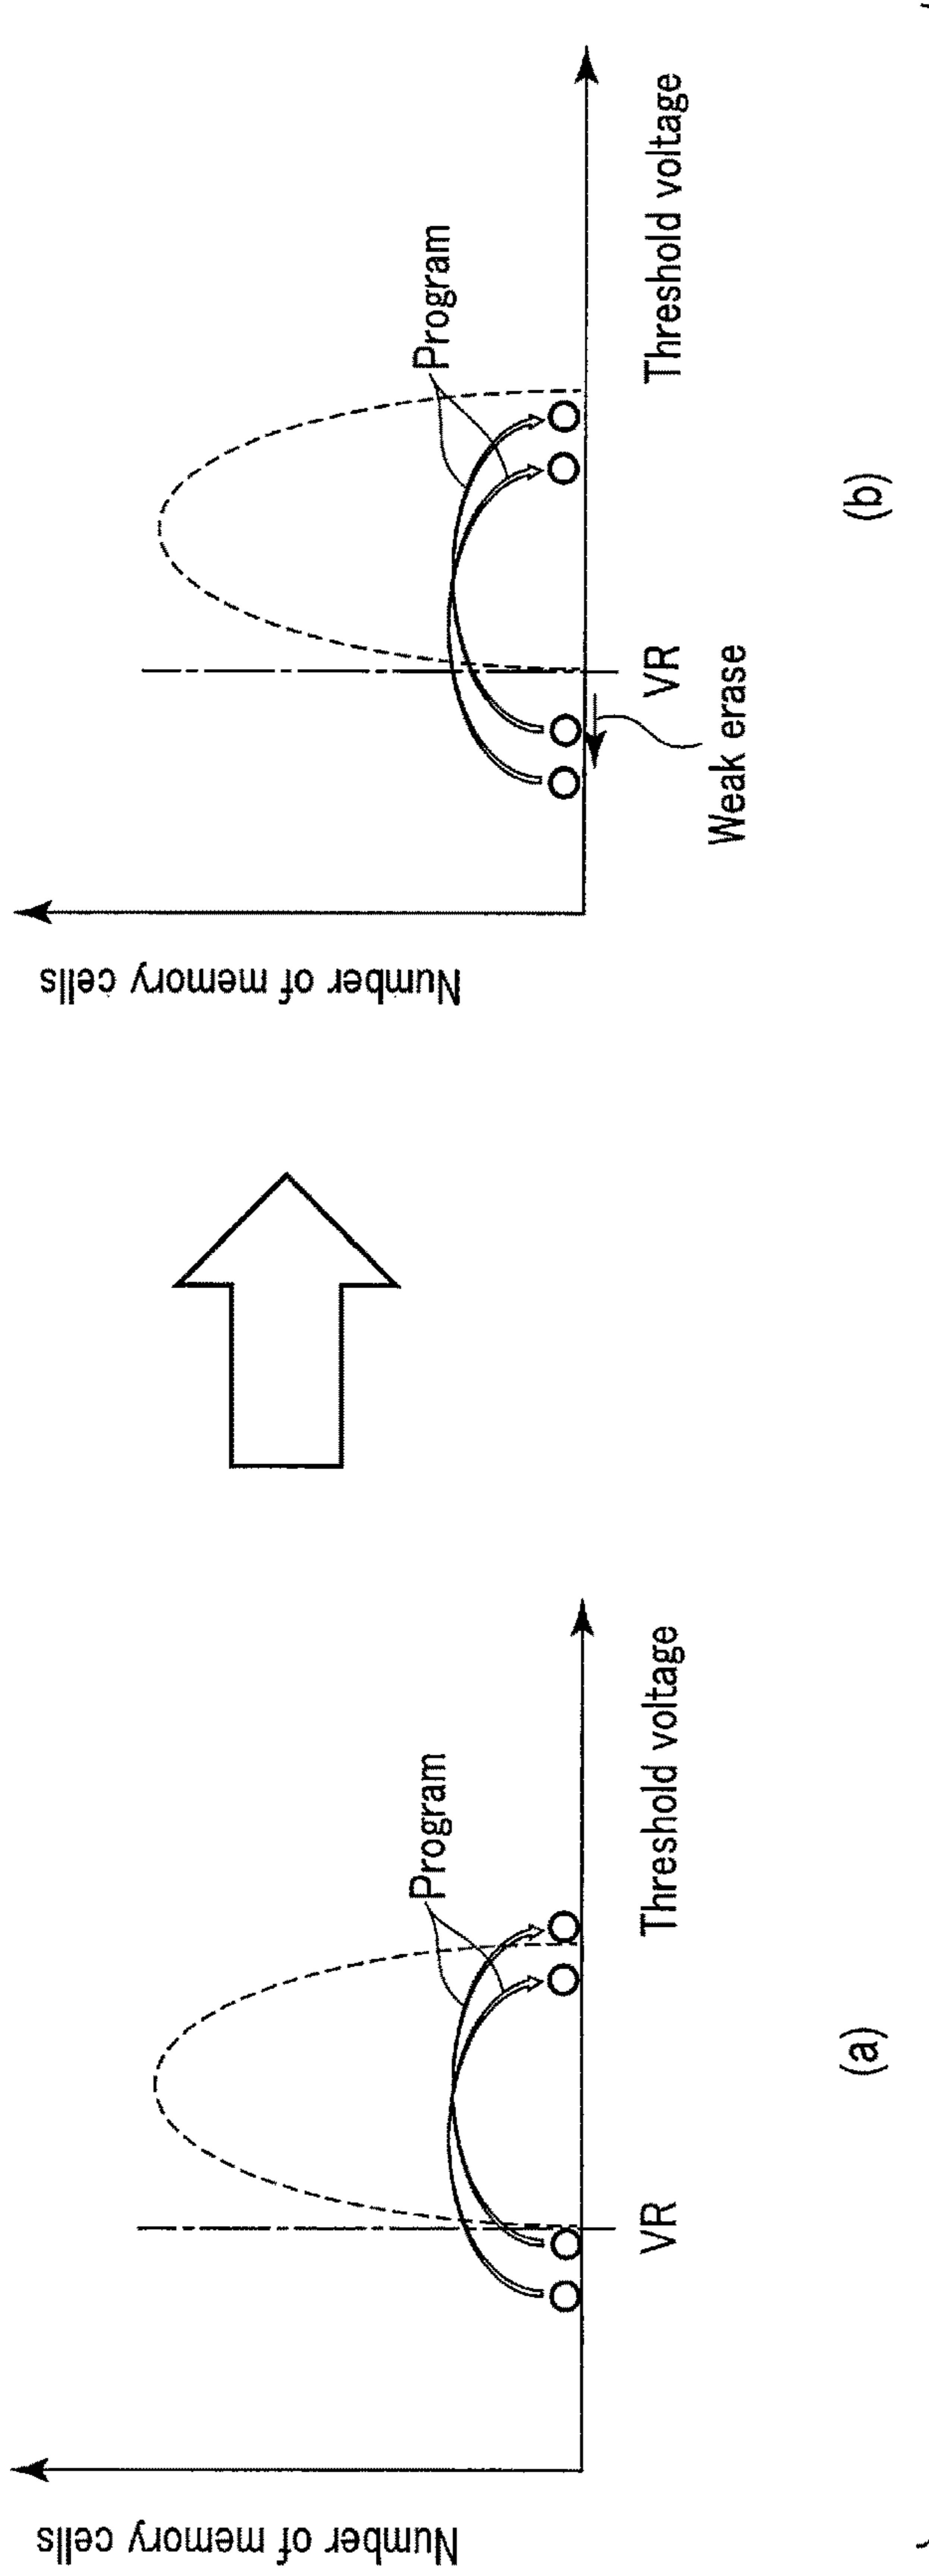 Number of memory cells
Program
VR
Threshold voltage
(a)
Number of memory cells
Program
VR
Threshold voltage
Weak erase
(b)